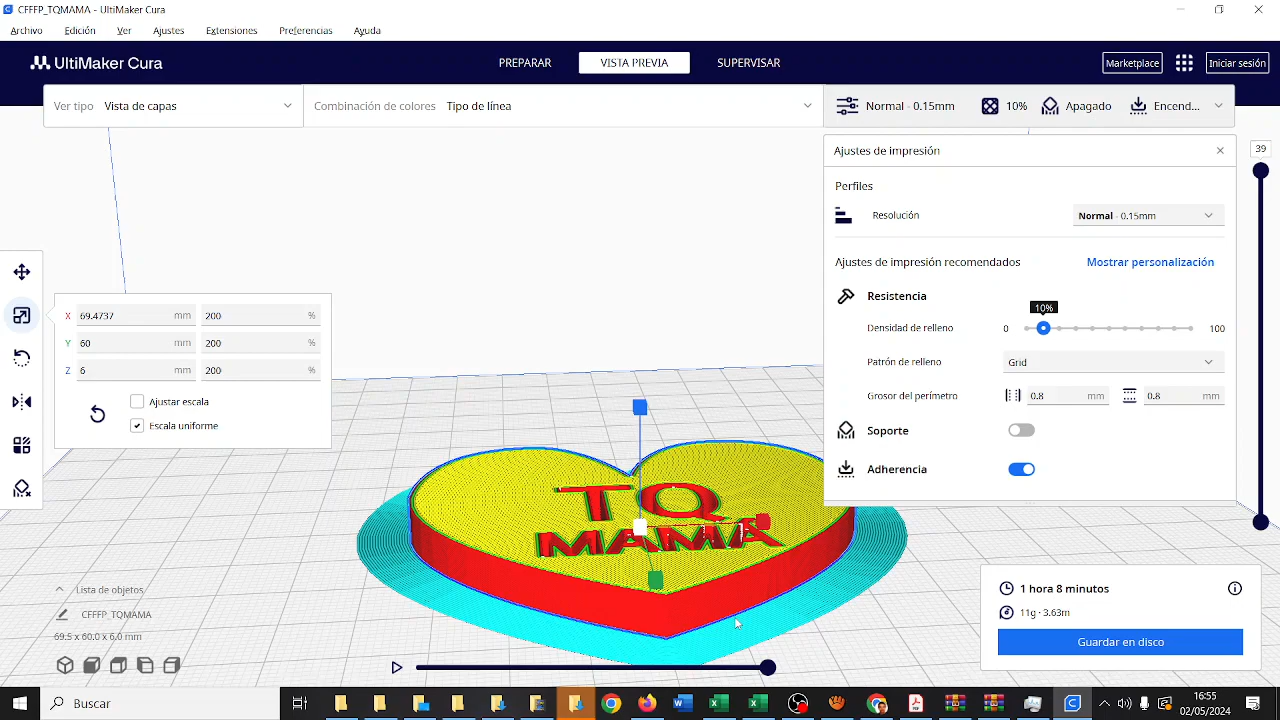 CFFFP_TQMAMA - UltiMaker Cura
Archivo Edición Ver Ajustes Extensiones Preferencias Ayuda
UltiMaker Cura PREPARAR VISTA PREVIA SUPERVISAR Marketplace Iniciar sesión
Ver tipo Vista de capas Combinación de colores Tipo de línea Normal - 0.15mm 10% Apagado Encend...
Ajustes de impresión
39
Perfiles
Resolución Normal - 0.15mm
Ajustes de impresión recomendados Mostrar personalización
Resistencia
10%
Densidad de relleno 0 100
Patrón de relleno Grid
Grosor del perímetro 0.8 mm 0.8 mm
Soporte
Adherencia
X 69.4737 mm 200 %
Y 60 mm 200 %
Z 6 mm 200 %
Ajustar escala
Escala uniforme
TQ
MAMA
Lista de objetos
CFFFP_TQMAMA
69.5 x 60.0 x 6.0 mm
1 hora 8 minutos
11g · 3.63m
Guardar en disco
Buscar
16:55
02/05/2024